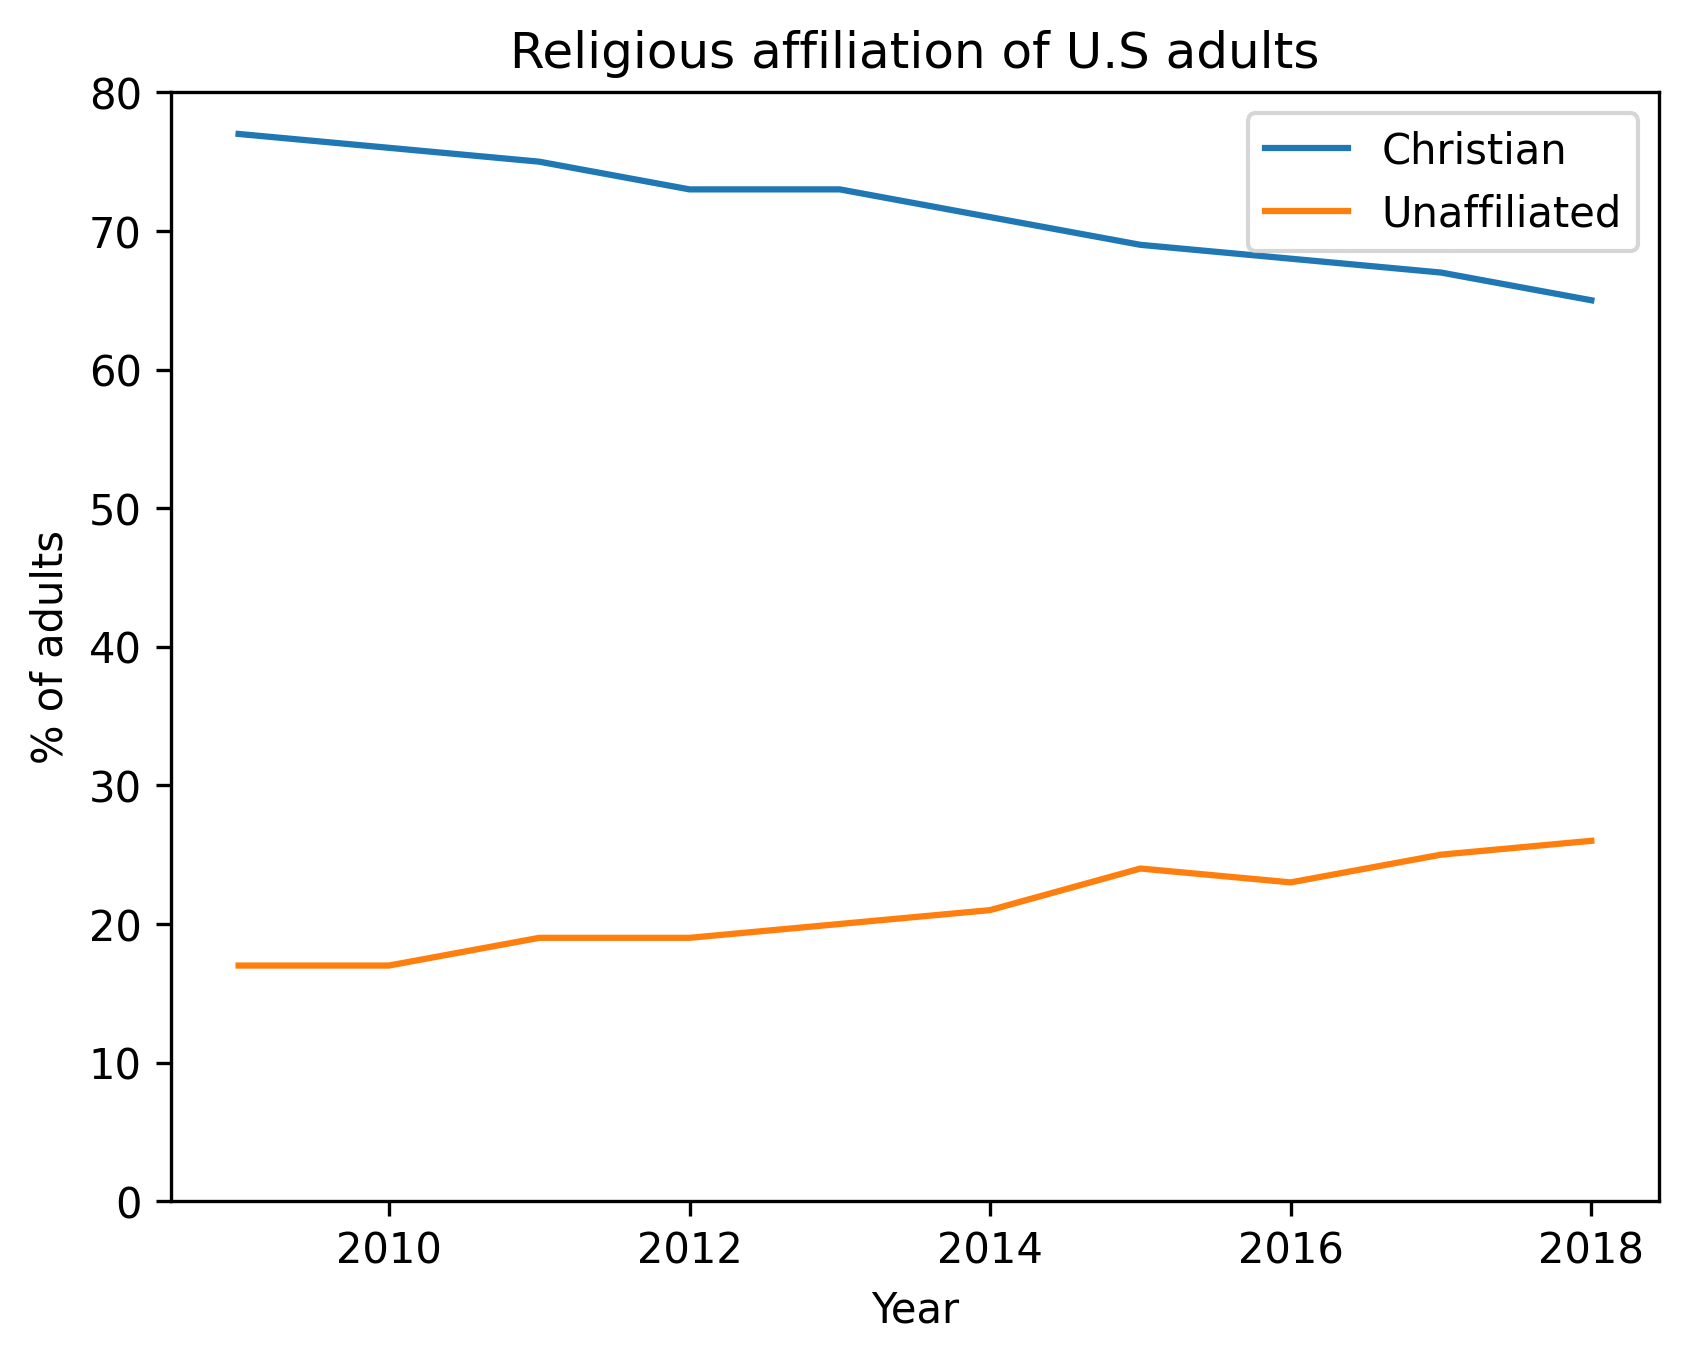 Religious affiliation of U.S adults
Christian
Unaffiliated
% of adults
80
70
60
50
40
30
20
10
0
2010 2012 2014 2016 2018
Year